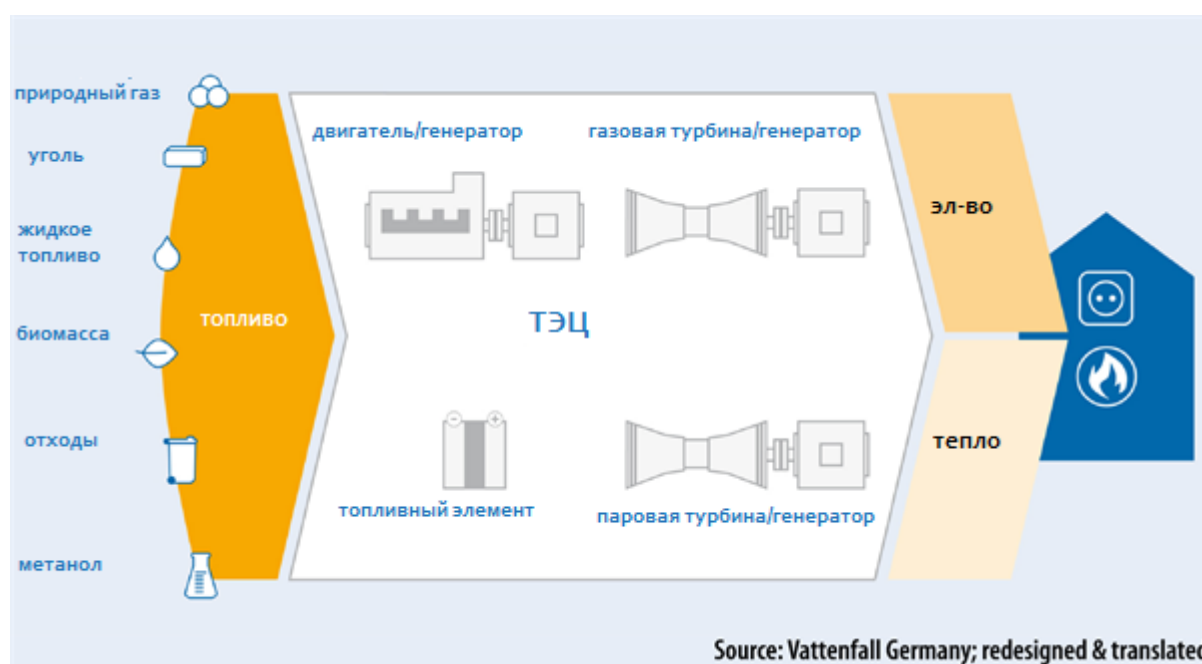 природный газ
двигатель/генератор
газовая турбина/генератор
уголь
эл-во
жидкое
топливо
топливо
ТЭЦ
биомасса
отходы
тепло
топливный элемент
паровая турбина/генератор
метанол
Source: Vattenfall Germany; redesigned & translated